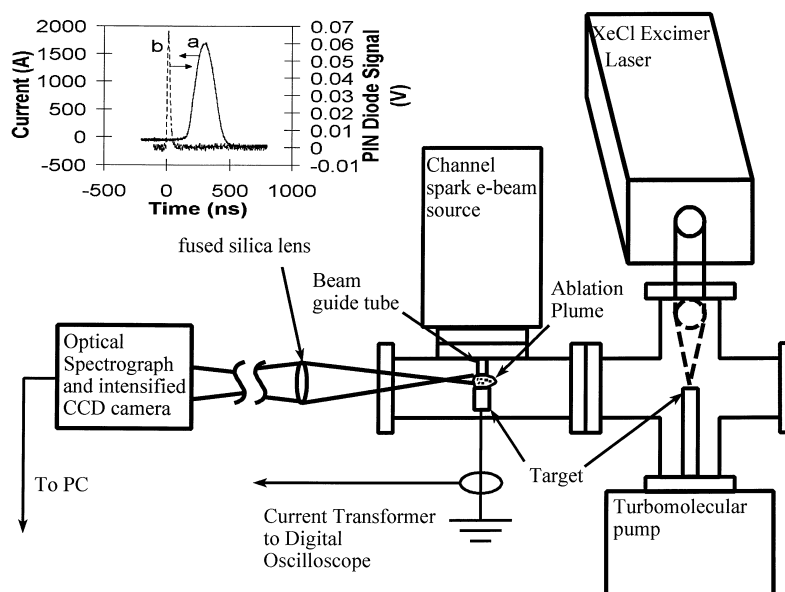 2000
1500
1000
500
0
-500
Current (A)
b
a
0.07
0.06
0.05
0.04
0.03
0.02
0.01
0
-0.01
PIN Diode Signal
(V)
-500
0
500
1000
Time (ns)
XeCl Excimer
Laser
Channel
spark e-beam
source
fused silica lens
Beam
guide tube
Ablation
Plume
Optical
Spectrograph
and intensified
CCD camera
To PC
Target
Current Transformer
to Digital
Oscilloscope
Turbomolecular
pump